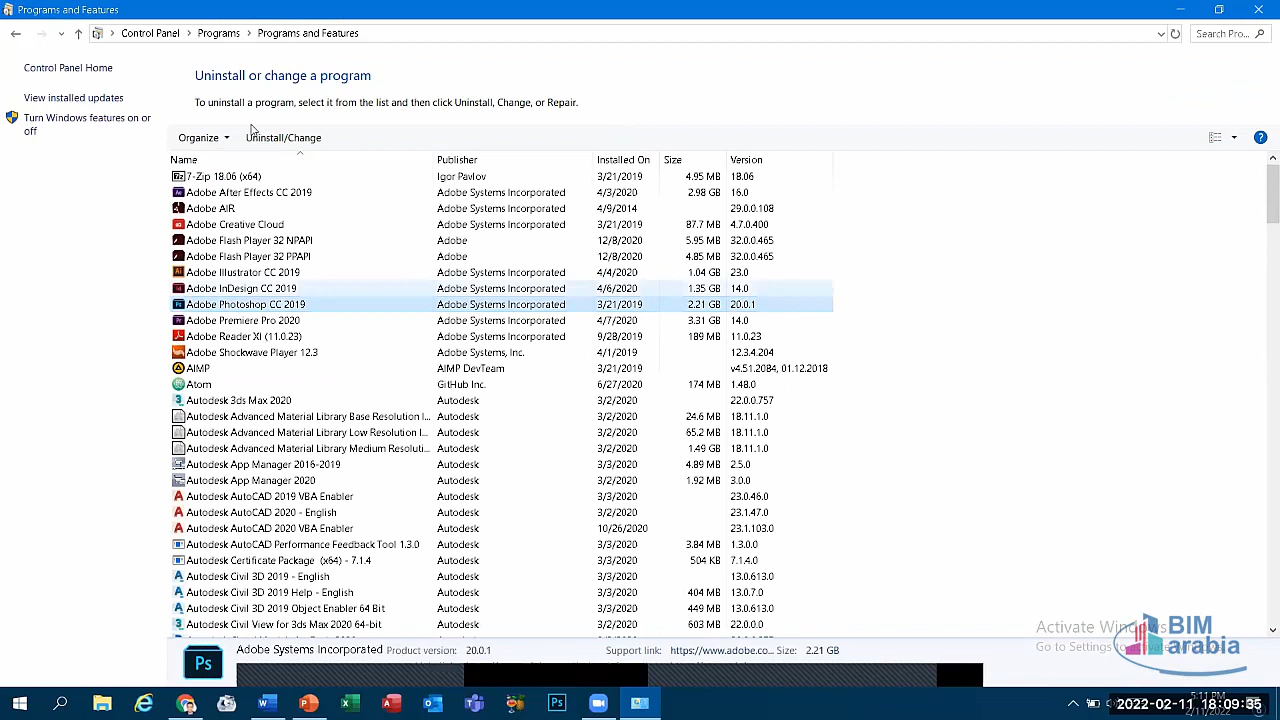 Programs and Features
Control Panel > Programs > Programs and Features
Search Pro...
Control Panel Home
View installed updates
Turn Windows features on or
off
Uninstall or change a program
To uninstall a program, select it from the list and then click Uninstall, Change, or Repair.
Organize Uninstall/Change
Name Publisher Installed On Size Version
7-Zip 18.06 (x64) Igor Pavlov 3/21/2019 4.95 MB 18.06
Adobe After Effects CC 2019 Adobe Systems Incorporated 4/3/2020 2.98 GB 16.0
Adobe AIR Adobe Systems Incorporated 4/9/2014 29.0.0.108
Adobe Creative Cloud Adobe Systems Incorporated 3/21/2019 87.7 MB 4.7.0.400
Adobe Flash Player 32 NPAPI Adobe 12/8/2020 5.95 MB 32.0.0.465
Adobe Flash Player 32 PPAPI Adobe 12/8/2020 4.85 MB 32.0.0.465
Adobe Illustrator CC 2019 Adobe Systems Incorporated 4/4/2020 1.04 GB 23.0
Adobe InDesign CC 2019 Adobe Systems Incorporated 4/6/2020 1.35 GB 14.0
Adobe Photoshop CC 2019 Adobe Systems Incorporated 3/21/2019 2.21 GB 20.0.1
Adobe Premiere Pro 2020 Adobe Systems Incorporated 4/7/2020 3.31 GB 14.0
Adobe Reader XI (11.0.23) Adobe Systems Incorporated 9/28/2019 189 MB 11.0.23
Adobe Shockwave Player 12.3 Adobe Systems, Inc. 4/1/2019 12.3.4.204
AIMP AIMP DevTeam 3/21/2019 v4.51.2084, 01.12.2018
Atom GitHub Inc. 6/27/2020 174 MB 1.48.0
Autodesk 3ds Max 2020 Autodesk 3/2/2020 22.0.0.757
Autodesk Advanced Material Library Base Resolution I... Autodesk 3/2/2020 24.6 MB 18.11.1.0
Autodesk Advanced Material Library Low Resolution I... Autodesk 3/2/2020 65.2 MB 18.11.1.0
Autodesk Advanced Material Library Medium Resoluti... Autodesk 3/2/2020 1.49 GB 18.11.1.0
Autodesk App Manager 2016-2019 Autodesk 3/3/2020 4.89 MB 2.5.0
Autodesk App Manager 2020 Autodesk 3/2/2020 1.92 MB 3.0.0
Autodesk AutoCAD 2019 VBA Enabler Autodesk 3/3/2020 23.0.46.0
Autodesk AutoCAD 2020 - English Autodesk 3/3/2020 23.1.47.0
Autodesk AutoCAD 2020 VBA Enabler Autodesk 10/26/2020 23.1.103.0
Autodesk AutoCAD Performance Feedback Tool 1.3.0 Autodesk 3/3/2020 3.84 MB 1.3.0.0
Autodesk Certificate Package (x64) - 7.1.4 Autodesk 3/3/2020 504 KB 7.1.4.0
Autodesk Civil 3D 2019 - English Autodesk 3/3/2020 13.0.613.0
Autodesk Civil 3D 2019 Help - English Autodesk 3/3/2020 404 MB 13.0.7.0
Autodesk Civil 3D 2019 Object Enabler 64 Bit Autodesk 3/3/2020 449 MB 13.0.613.0
Autodesk Civil View for 3ds Max 2020 64-bit Autodesk 3/2/2020 603 MB 22.0.0.0
Activate Windows
Go to Settings to
BIM
arabia
Ps
Adobe Systems Incorporated Product version: 20.0.1 Support link: https://www.adobe.co... Size: 2.21 GB
5:11 PM
2022-02-11 18:09:35
2/11/2022